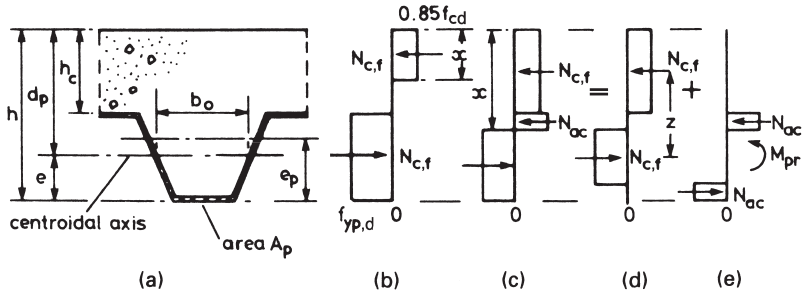 0.85f_cd
h
d_p
h_c
b_o
e
e_p
centroidal axis
area A_p
N_c,f
x
N_c,f
f_yp,d
0
x
N_c,f
N_ac
0
=
N_c,f
z
N_c,f
0
+
N_ac
M_pr
N_ac
0
(a)
(b)
(c)
(d)
(e)